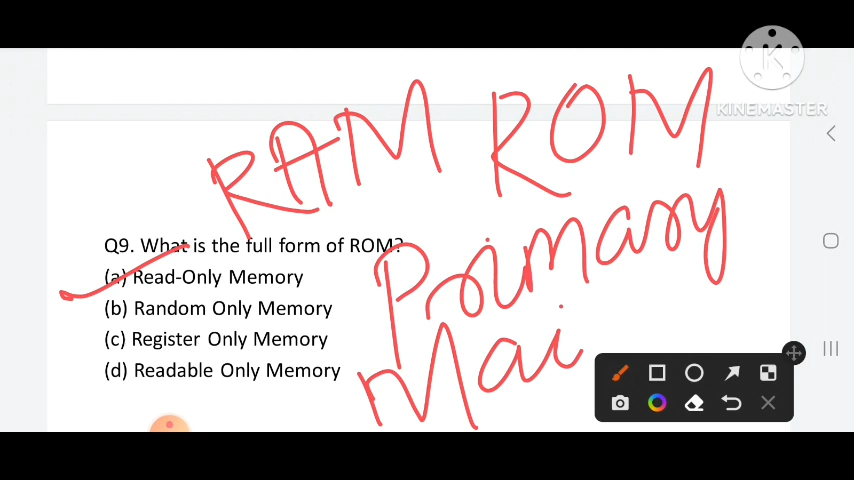 KINEMASTER
RAM ROM
Q9. What is the full form of ROM?
(a) Read-Only Memory
Primary
(b) Random Only Memory
(c) Register Only Memory
Mai
(d) Readable Only Memory